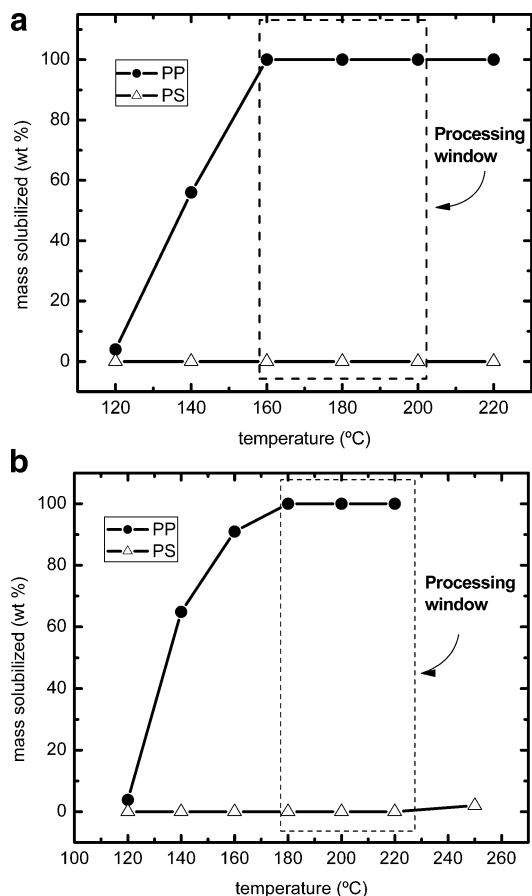 a
100
80
60
40
20
0
mass solubilized (wt %)
PP
PS
Processing
window
120 140 160 180 200 220
temperature (ºC)
b
100
80
60
40
20
0
mass solubilized (wt %)
PP
PS
Processing
window
100 120 140 160 180 200 220 240 260
temperature (ºC)